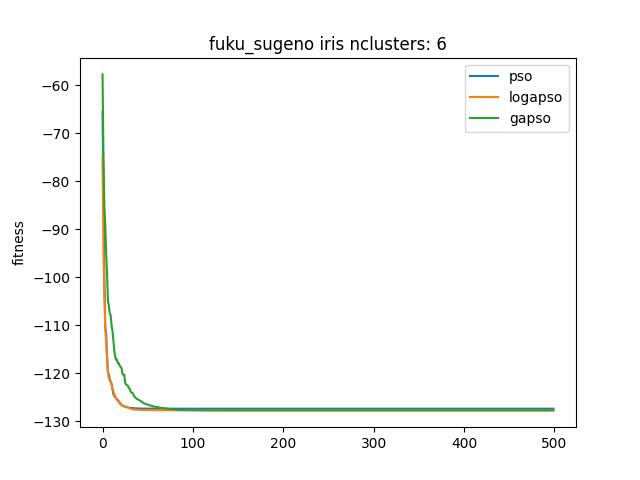 fuku_sugeno iris nclusters: 6
pso
logapso
gapso
fitness
−60
−70
−80
−90
−100
−110
−120
−130
0 100 200 300 400 500